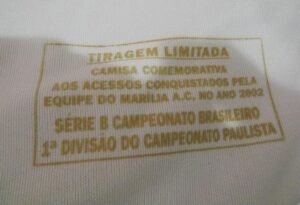 TIRAGEM LIMITADA
CAMISA COMEMORATIVA
AOS ACESSOS CONQUISTADOS PELA
EQUIPE DO MARÍLIA A.C. NO ANO 2002
SÉRIE B CAMPEONATO BRASILEIRO
1ª DIVISÃO DO CAMPEONATO PAULISTA